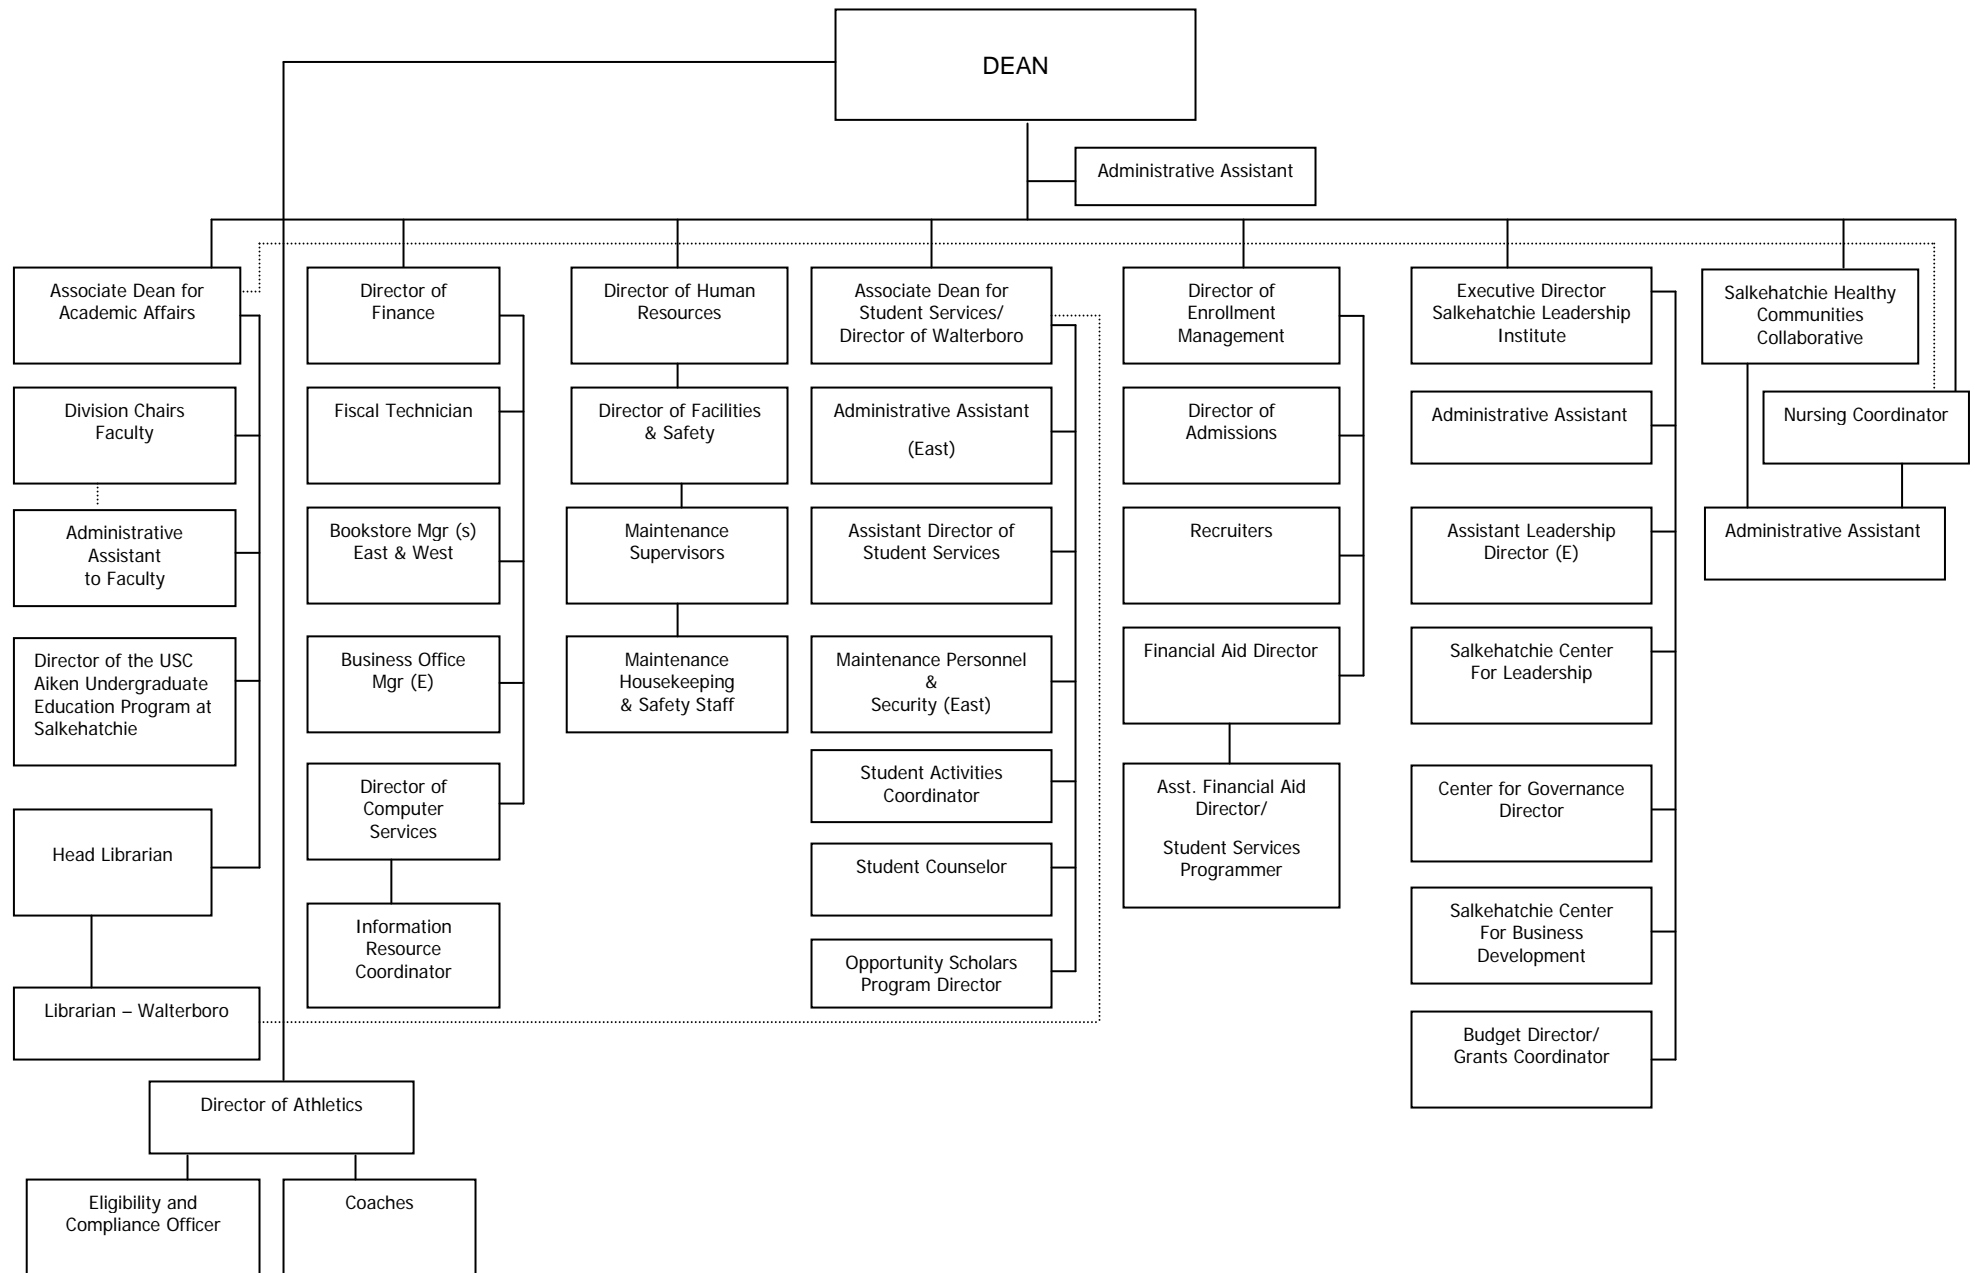 DEAN
Administrative Assistant
Associate Dean for
Academic Affairs
Division Chairs
Faculty
Administrative
Assistant
to Faculty
Director of the USC
Aiken Undergraduate
Education Program at
Salkehatchie
Head Librarian
Librarian – Walterboro
Director of Athletics
Eligibility and
Compliance Officer
Coaches
Director of
Finance
Fiscal Technician
Bookstore Mgr (s)
East & West
Business Office
Mgr (E)
Director of
Computer
Services
Information
Resource
Coordinator
Director of Human
Resources
Director of Facilities
& Safety
Maintenance
Supervisors
Maintenance
Housekeeping
& Safety Staff
Associate Dean for
Student Services/
Director of Walterboro
Administrative Assistant
(East)
Assistant Director of
Student Services
Maintenance Personnel
&
Security (East)
Student Activities
Coordinator
Student Counselor
Opportunity Scholars
Program Director
Director of
Enrollment
Management
Director of
Admissions
Recruiters
Financial Aid Director
Asst. Financial Aid
Director/
Student Services
Programmer
Executive Director
Salkehatchie Leadership
Institute
Administrative Assistant
Assistant Leadership
Director (E)
Salkehatchie Center
For Leadership
Center for Governance
Director
Salkehatchie Center
For Business
Development
Budget Director/
Grants Coordinator
Salkehatchie Healthy
Communities
Collaborative
Nursing Coordinator
Administrative Assistant